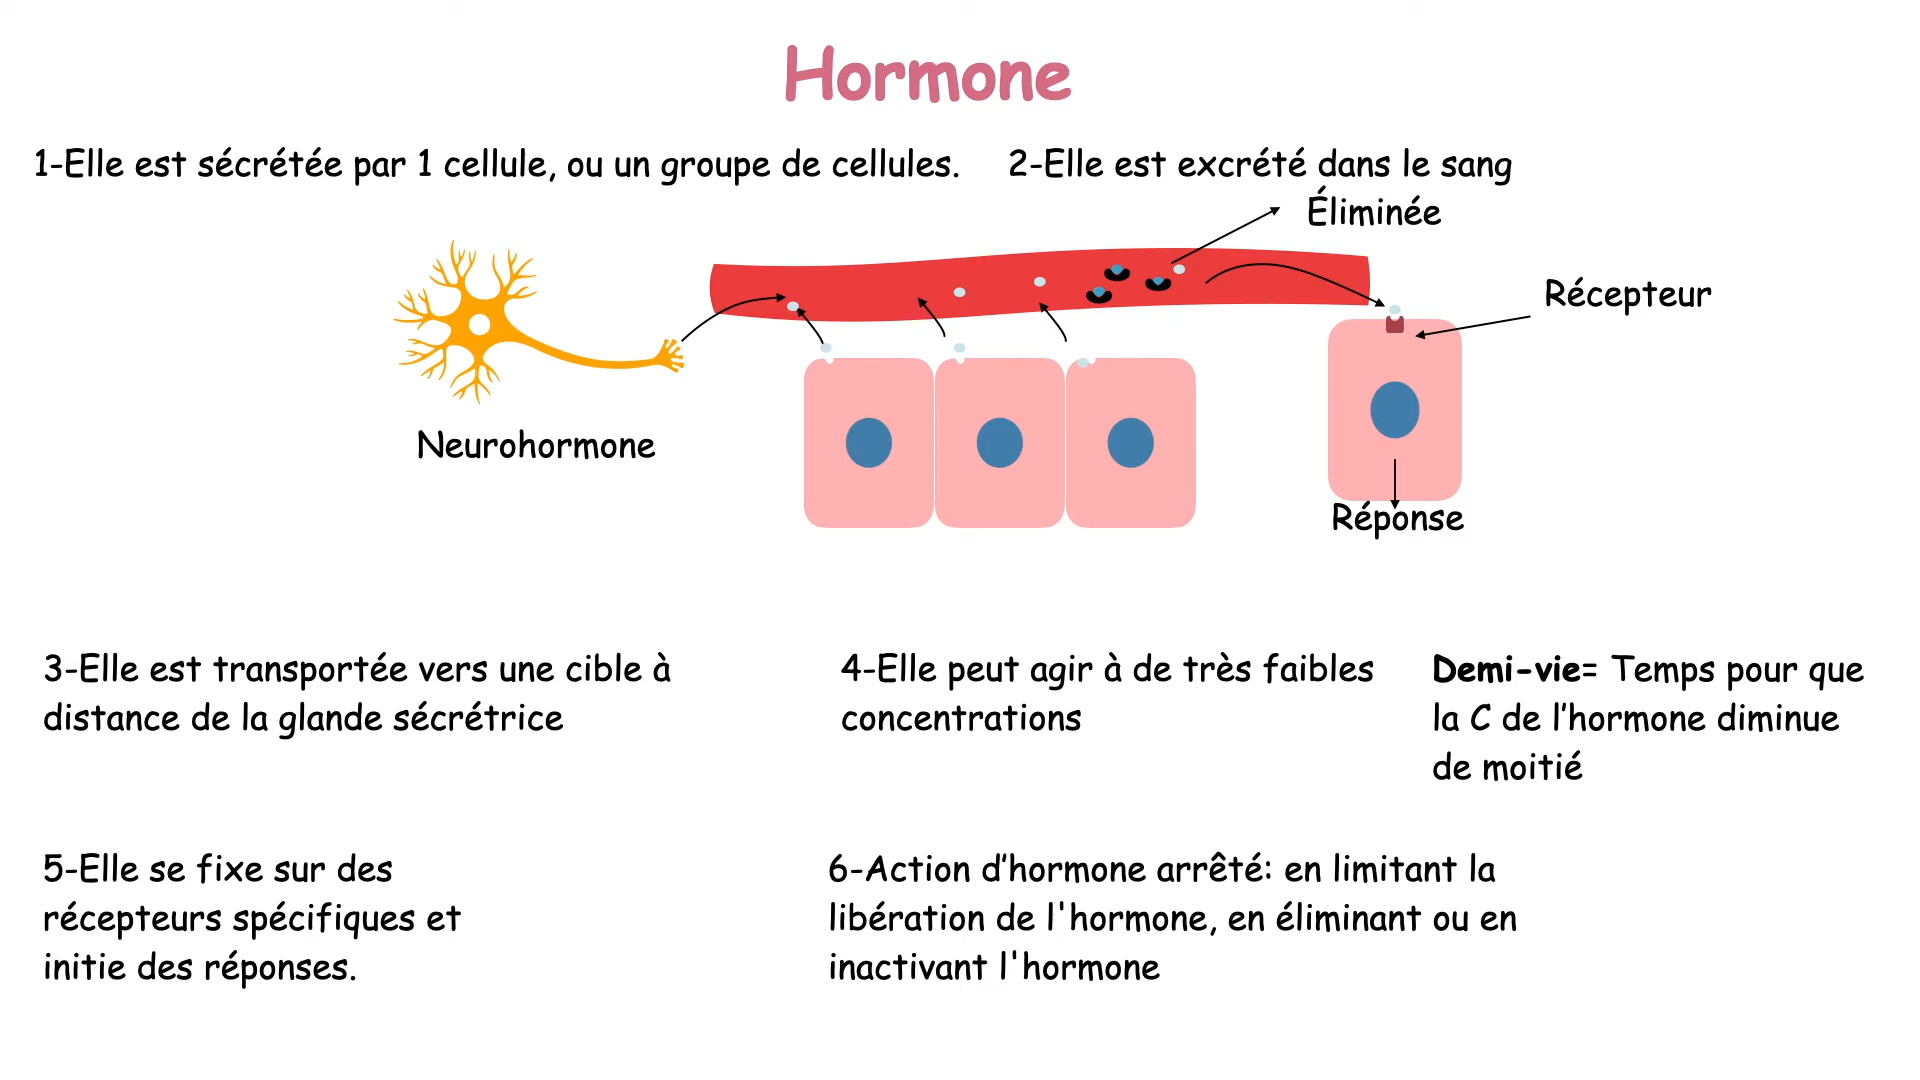 Hormone
1-Elle est sécrétée par 1 cellule, ou un groupe de cellules.
2-Elle est excrété dans le sang
Éliminée
Récepteur
Neurohormone
Réponse
3-Elle est transportée vers une cible à
distance de la glande sécrétrice
4-Elle peut agir à de très faibles
concentrations
Demi-vie= Temps pour que
la C de l’hormone diminue
de moitié
5-Elle se fixe sur des
récepteurs spécifiques et
initie des réponses.
6-Action d’hormone arrêté: en limitant la
libération de l'hormone, en éliminant ou en
inactivant l'hormone